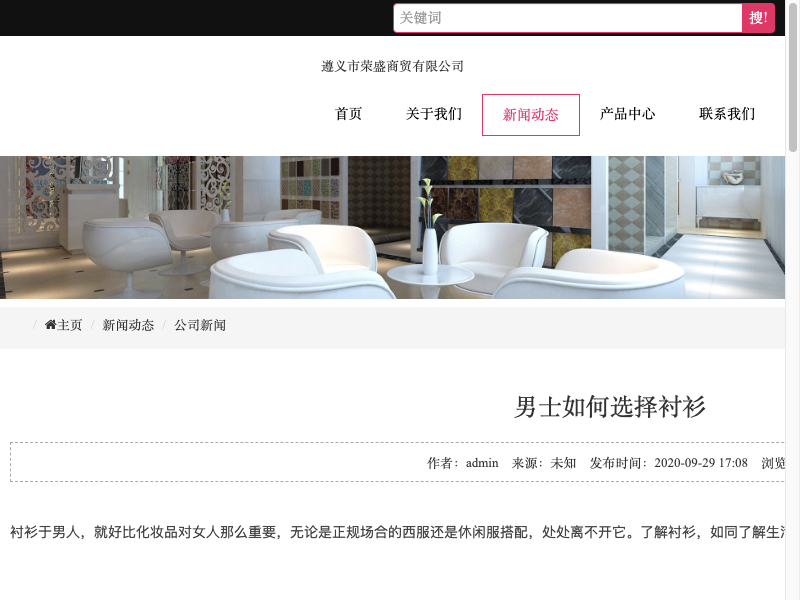 关键词
搜!
遵义市荣盛商贸有限公司
首页 关于我们 新闻动态 产品中心 联系我们
/ 主页 / 新闻动态 / 公司新闻
男士如何选择衬衫
作者：admin 来源：未知 发布时间：2020-09-29 17:08 浏览
衬衫于男人，就好比化妆品对女人那么重要，无论是正规场合的西服还是休闲服搭配，处处离不开它。了解衬衫，如同了解生